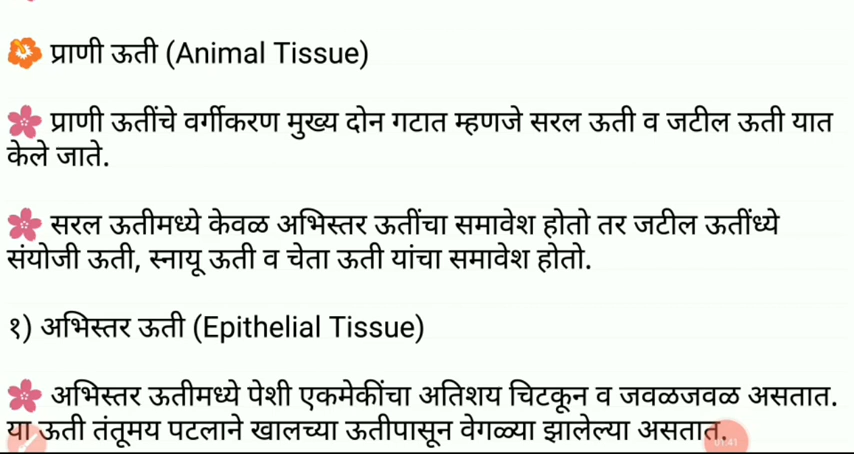 प्राणी ऊती (Animal Tissue)
प्राणी ऊतींचे वर्गीकरण मुख्य दोन गटात म्हणजे सरल ऊती व जटील ऊती यात
केले जाते.
सरल ऊतीमध्ये केवळ अभिस्तर ऊतींचा समावेश होतो तर जटील ऊतींध्ये
संयोजी ऊती, स्नायू ऊती व चेता ऊती यांचा समावेश होतो.
१) अभिस्तर ऊती (Epithelial Tissue)
अभिस्तर ऊतीमध्ये पेशी एकमेकींचा अतिशय चिटकून व जवळजवळ असतात.
या ऊती तंतूमय पटलाने खालच्या ऊतीपासून वेगळ्या झालेल्या असतात.
01:41